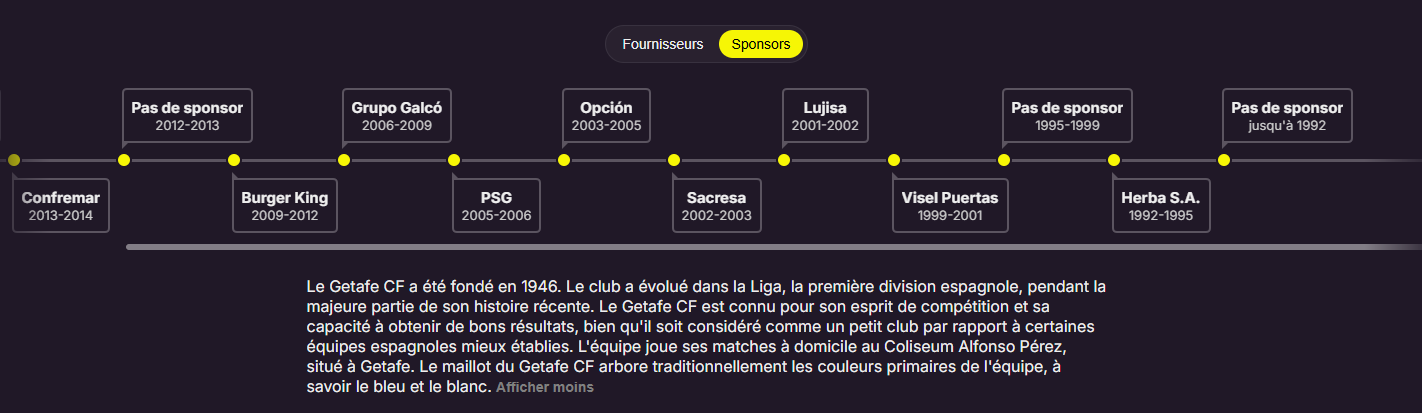 Fournisseurs
Sponsors
Pas de sponsor
2012-2013
Grupo Galcó
2006-2009
Opción
2003-2005
Lujisa
2001-2002
Pas de sponsor
1995-1999
Pas de sponsor
jusqu'à 1992
Confremar
2013-2014
Burger King
2009-2012
PSG
2005-2006
Sacresa
2002-2003
Visel Puertas
1999-2001
Herba S.A.
1992-1995
Le Getafe CF a été fondé en 1946. Le club a évolué dans la Liga, la première division espagnole, pendant la
majeure partie de son histoire récente. Le Getafe CF est connu pour son esprit de compétition et sa
capacité à obtenir de bons résultats, bien qu'il soit considéré comme un petit club par rapport à certaines
équipes espagnoles mieux établies. L'équipe joue ses matches à domicile au Coliseum Alfonso Pérez,
situé à Getafe. Le maillot du Getafe CF arbore traditionnellement les couleurs primaires de l'équipe, à
savoir le bleu et le blanc. Afficher moins